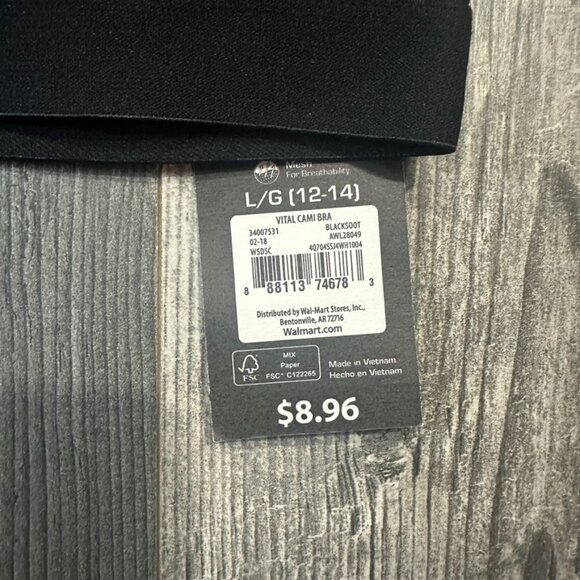 Mesh
For Breathability
L/G (12-14)
VITAL CAMI BRA
34007531 BLACKSOOT
02-18 AWL28049
WSDSC 4Q704SSJ4WH1004
8 88113 74678 3
Distributed by Wal-Mart Stores, Inc.,
Bentonville, AR 72716
Walmart.com
FSC
MIX
Paper
FSC® C122265
Made in Vietnam
Hecho en Vietnam
$8.96